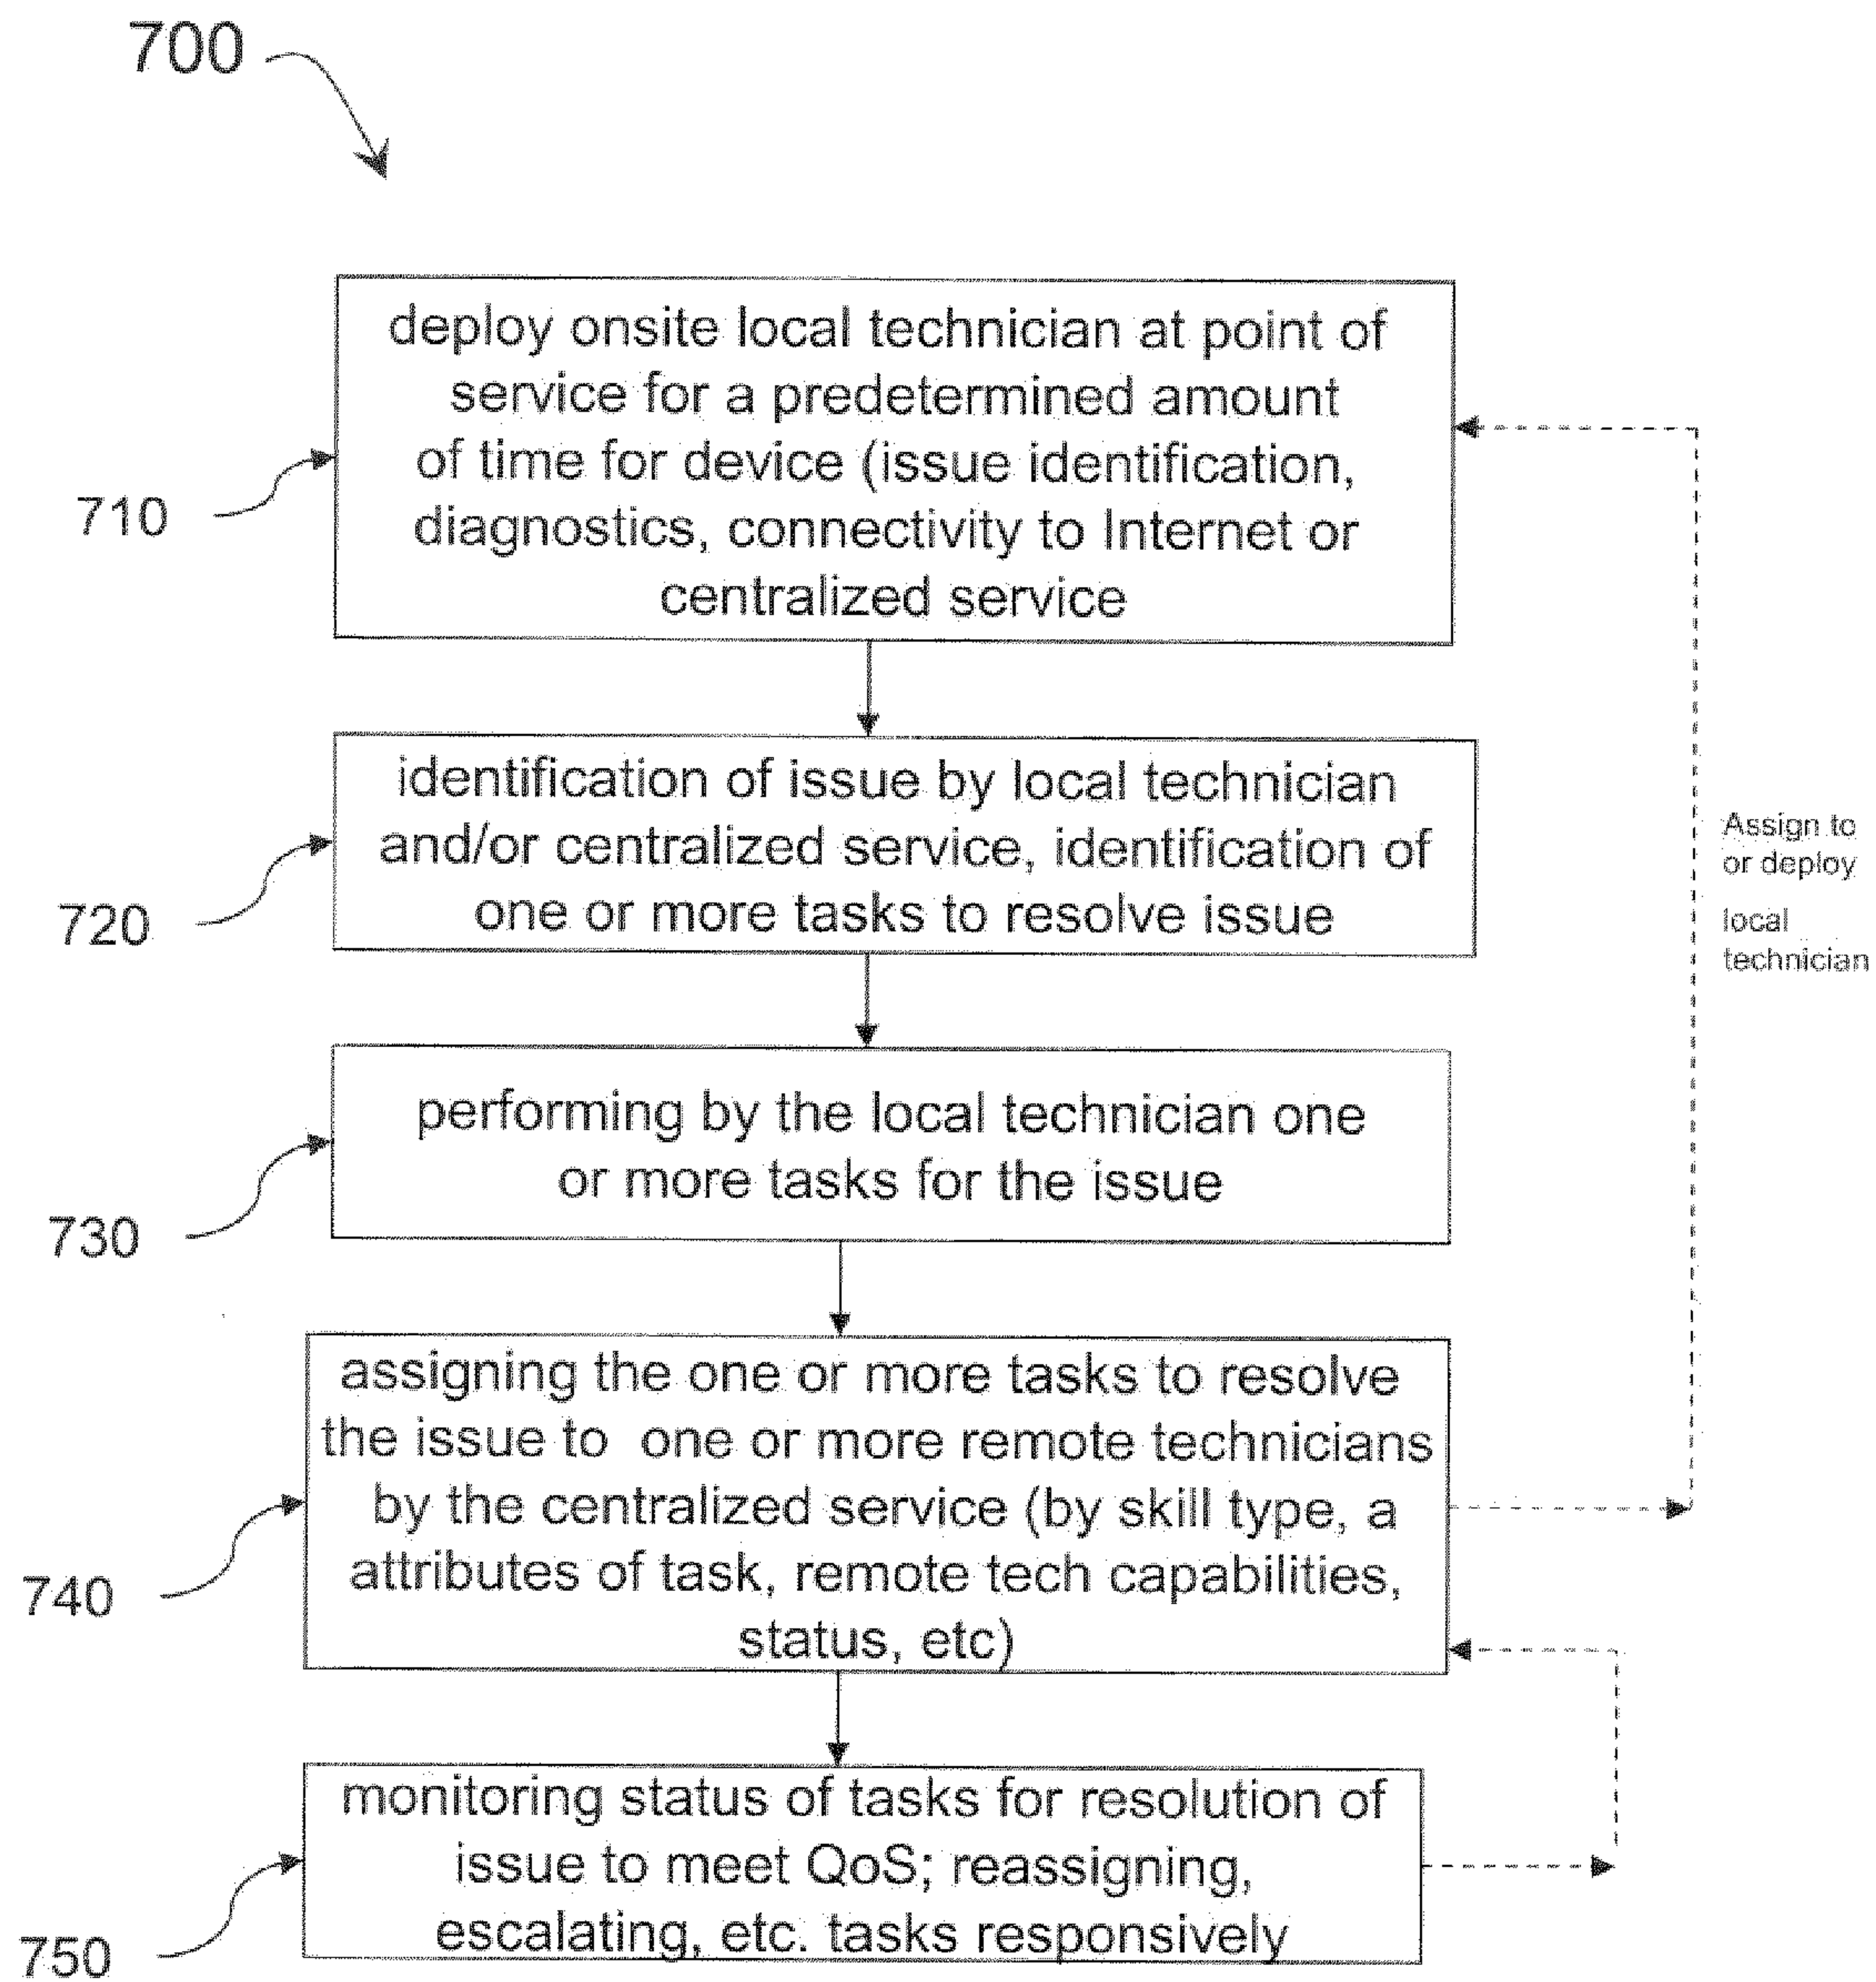 700
deploy onsite local technician at point of
service for a predetermined amount
of time for device (issue identification,
diagnostics, connectivity to Internet or
centralized service
710
identification of issue by local technician
and/or centralized service, identification of
one or more tasks to resolve issue
720
Assign to
or deploy
local
technician
performing by the local technician one
or more tasks for the issue
730
assigning the one or more tasks to resolve
the issue to one or more remote technicians
by the centralized service (by skill type, a
attributes of task, remote tech capabilities,
status, etc)
740
monitoring status of tasks for resolution of
issue to meet QoS; reassigning,
escalating, etc. tasks responsively
750